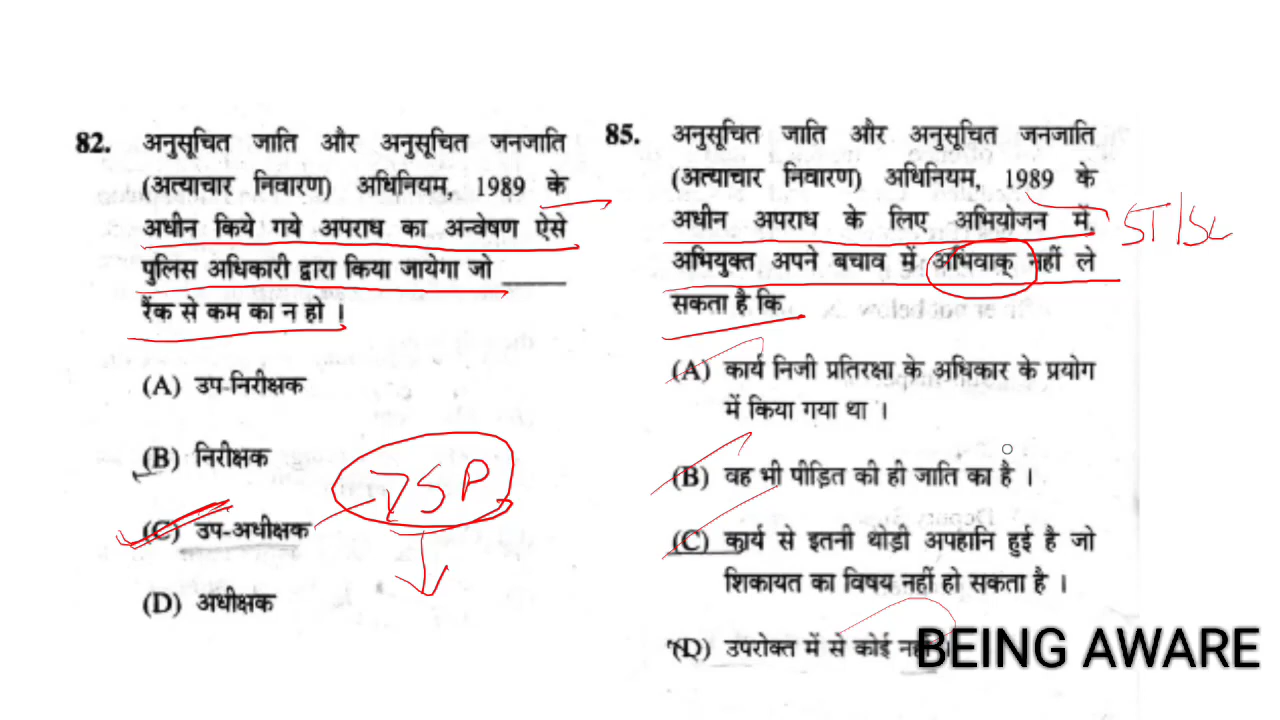 82. अनुसूचित जाति और अनुसूचित जनजाति
(अत्याचार निवारण) अधिनियम, 1989 के
अधीन किये गये अपराध का अन्वेषण ऐसे
पुलिस अधिकारी द्वारा किया जायेगा जो ______
रैंक से कम का न हो ।
(A) उप-निरीक्षक
(B) निरीक्षक
(C) उप-अधीक्षक
DSP
(D) अधीक्षक
85. अनुसूचित जाति और अनुसूचित जनजाति
(अत्याचार निवारण) अधिनियम, 1989 के
अधीन अपराध के लिए अभियोजन में,
ST/SC
अभियुक्त अपने बचाव में अभिवाक् नहीं ले
सकता है कि
(A) कार्य निजी प्रतिरक्षा के अधिकार के प्रयोग
में किया गया था ।
(B) वह भी पीड़ित की ही जाति का है ।
(C) कार्य से इतनी थोड़ी अपहानि हुई है जो
शिकायत का विषय नहीं हो सकता है ।
(D) उपरोक्त में से कोई नहीं ।
BEING AWARE